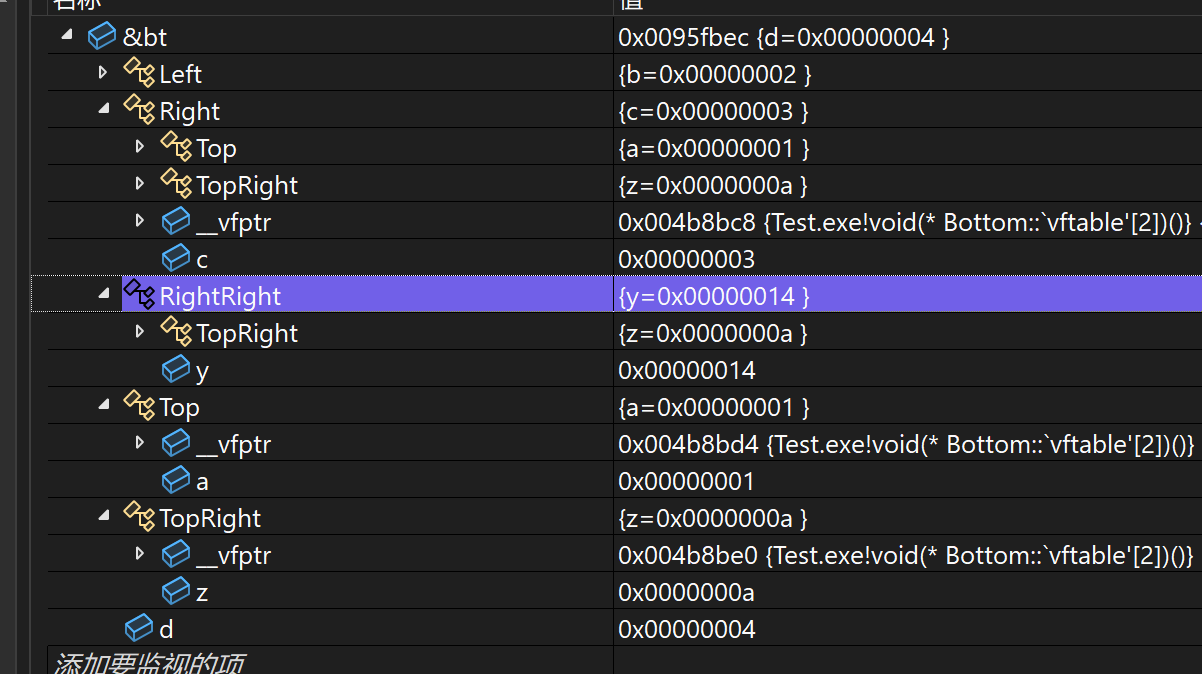 名称 值
&bt 0x0095fbec {d=0x00000004 }
Left {b=0x00000002 }
Right {c=0x00000003 }
Top {a=0x00000001 }
TopRight {z=0x0000000a }
__vfptr 0x004b8bc8 {Test.exe!void(* Bottom::`vftable'[2])()}
c 0x00000003
RightRight {y=0x00000014 }
TopRight {z=0x0000000a }
y 0x00000014
Top {a=0x00000001 }
__vfptr 0x004b8bd4 {Test.exe!void(* Bottom::`vftable'[2])()}
a 0x00000001
TopRight {z=0x0000000a }
__vfptr 0x004b8be0 {Test.exe!void(* Bottom::`vftable'[2])()}
z 0x0000000a
d 0x00000004
添加要监视的项